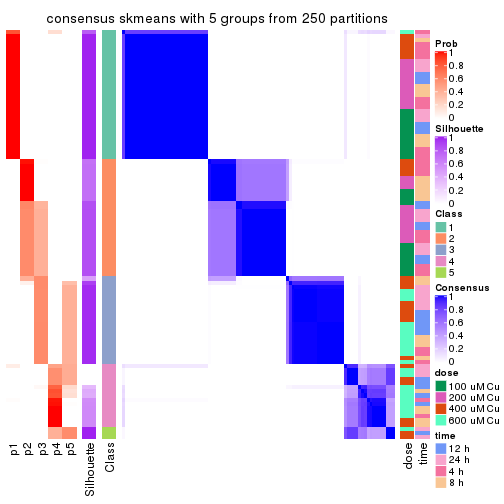 consensus skmeans with 5 groups from 250 partitions
Prob
1
0.8
0.6
0.4
0.2
0
Silhouette
1
0.8
0.6
0.4
0.2
0
Class
1
2
3
4
5
Consensus
1
0.8
0.6
0.4
0.2
0
dose
100 uM Cu
200 uM Cu
400 uM Cu
600 uM Cu
time
12 h
24 h
4 h
8 h
p1
p2
p3
p4
p5
Silhouette
Class
dose
time